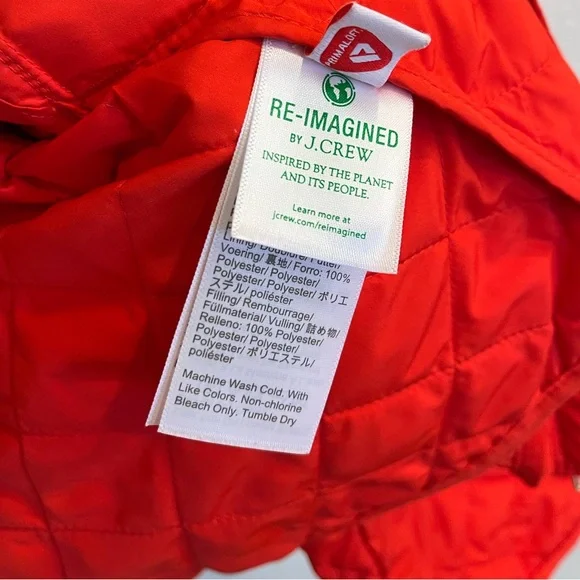 PRIMALOFT
RE-IMAGINED
BY J.CREW
INSPIRED BY THE PLANET
AND ITS PEOPLE.
Learn more at
jcrew.com/reimagined
Lining/ Doublure/ Futter/
Voering/ 裏地/ Forro: 100%
Polyester/ Polyester/
Polyester/ Polyester/ ポリエ
ステル/ poliéster
Filling/ Rembourrage/
Füllmaterial/ Vulling/ 詰め物/
Relleno: 100% Polyester/
Polyester/ Polyester/
Polyester/ ポリエステル/
poliéster
Machine Wash Cold. With
Like Colors. Non-chlorine
Bleach Only. Tumble Dry